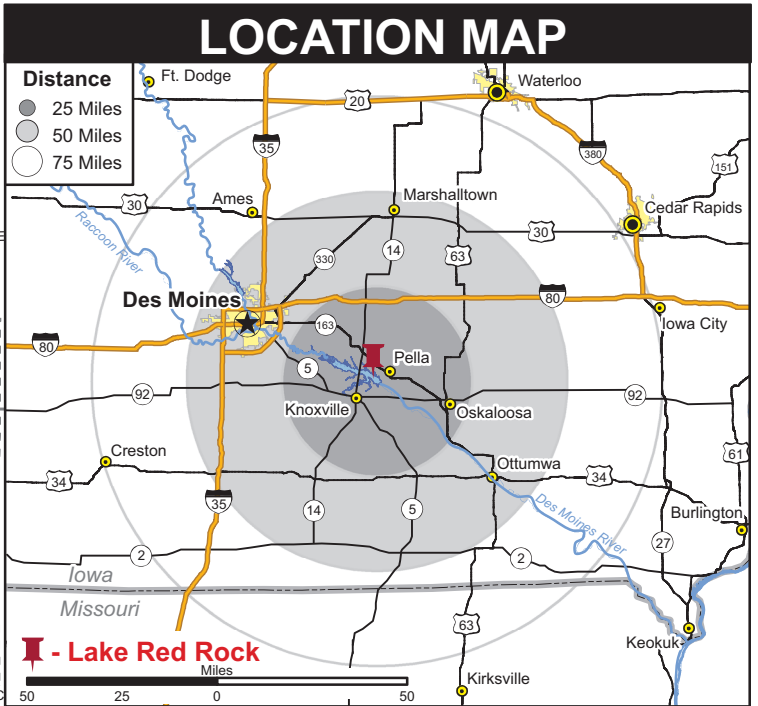 LOCATION MAP
Distance
25 Miles
50 Miles
75 Miles
Ft. Dodge
Waterloo
20
35
380
151
Ames
30
Marshalltown
Cedar Rapids
Raccoon River
330
14
63
30
Des Moines
80
163
Iowa City
80
Pella
5
92
Knoxville
Oskaloosa
92
Creston
Ottumwa
61
34
34
35
14
5
Des Moines River
Burlington
27
2
2
Iowa
Missouri
63
Keokuk
- Lake Red Rock
Miles
50 25 0 50
Kirksville